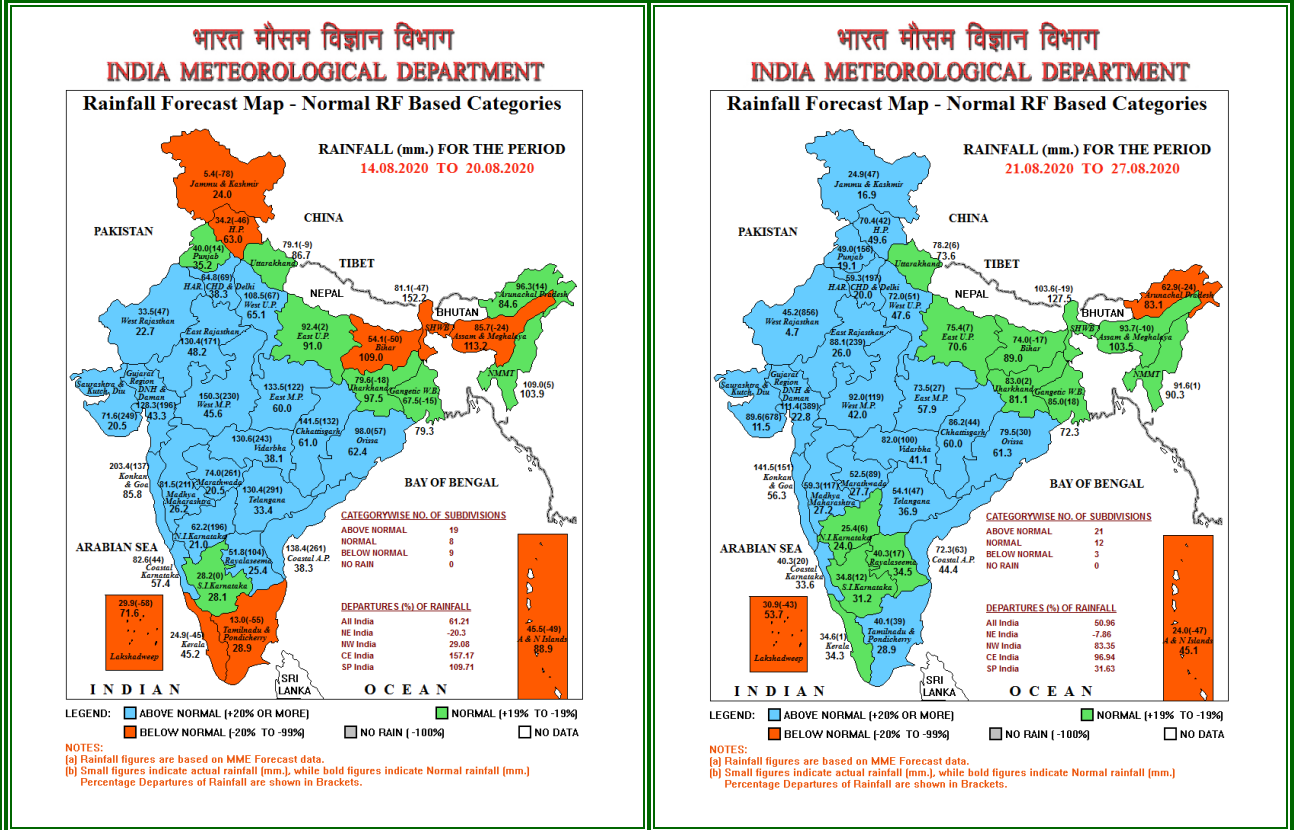 भारत मौसम विज्ञान विभाग
INDIA METEOROLOGICAL DEPARTMENT
Rainfall Forecast Map - Normal RF Based Categories
RAINFALL (mm.) FOR THE PERIOD
14.08.2020 TO 20.08.2020
5.4(-78)
Jammu & Kashmir
24.0
34.2(-46)
H.P.
63.0
CHINA
PAKISTAN
40.0(14)
Punjab
35.2
79.1(-9)
86.7
Uttarakhand
TIBET
64.8(69)
HAR. CHD & Delhi
38.3
108.5(67)
West U.P.
65.1
NEPAL
81.1(-47)
152.2
96.3(14)
Arunachal Pradesh
84.6
BHUTAN
33.5(47)
West Rajasthan
22.7
East Rajasthan
130.4(171)
48.2
92.4(2)
East U.P.
91.0
54.1(-50)
Bihar
109.0
SHWB
85.7(-24)
Assam & Meghalaya
113.2
Gujarat
Region
DNH &
Daman
128.3(196)
43.3
Saurashtra &
Kutch, Diu
71.6(249)
20.5
150.3(230)
West M.P.
45.6
133.5(122)
East M.P.
60.0
79.6(-18)
Jharkhand
97.5
Gangetic W.B.
67.5(-15)
79.3
NMMT
109.0(5)
103.9
141.5(132)
Chhattisgarh
61.0
98.0(57)
Orissa
62.4
130.6(243)
Vidarbha
38.1
203.4(137)
Konkan
& Goa
85.8
74.0(261)
Marathwada
20.5
81.5(211)
Madhya
Maharashtra
26.2
130.4(291)
Telangana
33.4
BAY OF BENGAL
62.2(196)
N.I.Karnataka
21.0
CATEGORYWISE NO. OF SUBDIVISIONS
ABOVE NORMAL 19
NORMAL 8
BELOW NORMAL 9
NO RAIN 0
ARABIAN SEA
82.6(44)
Coastal
Karnataka
57.4
51.8(104)
Rayalaseema
25.4
138.4(261)
Coastal A.P.
38.3
28.2(0)
S.I.Karnataka
28.1
29.9(-58)
71.6
Lakshadweep
13.0(-55)
Tamilnadu &
Pondicherry
28.9
24.9(-45)
Kerala
45.2
DEPARTURES (%) OF RAINFALL
All India 61.21
NE India -20.3
NW India 29.08
CE India 157.17
SP India 109.71
45.5(-49)
A & N Islands
88.9
SRI
LANKA
INDIAN OCEAN
LEGEND: ABOVE NORMAL (+20% OR MORE) NORMAL (+19% TO -19%)
BELOW NORMAL (-20% TO -99%) NO RAIN (-100%) NO DATA
NOTES:
(a) Rainfall figures are based on MME Forecast data.
(b) Small figures indicate actual rainfall (mm.), while bold figures indicate Normal rainfall (mm.)
Percentage Departures of Rainfall are shown in Brackets.
भारत मौसम विज्ञान विभाग
INDIA METEOROLOGICAL DEPARTMENT
Rainfall Forecast Map - Normal RF Based Categories
RAINFALL (mm.) FOR THE PERIOD
21.08.2020 TO 27.08.2020
24.9(47)
Jammu & Kashmir
16.9
70.4(42)
H.P.
49.6
CHINA
PAKISTAN
49.0(156)
Punjab
19.1
78.2(6)
73.6
Uttarakhand
TIBET
59.3(197)
HAR. CHD & Delhi
20.0
72.0(51)
West U.P.
47.6
NEPAL
103.6(-19)
127.5
62.9(-24)
Arunachal Pradesh
83.1
BHUTAN
45.2(856)
West Rajasthan
4.7
East Rajasthan
88.1(239)
26.0
75.4(7)
East U.P.
70.6
74.0(-17)
Bihar
89.0
SHWB
93.7(-10)
Assam & Meghalaya
103.5
Gujarat
Region
DNH &
Daman
111.4(389)
22.8
Saurashtra &
Kutch, Diu
89.6(678)
11.5
92.0(119)
West M.P.
42.0
73.5(27)
East M.P.
57.9
83.0(2)
Jharkhand
81.1
Gangetic W.B.
85.0(18)
72.3
NMMT
91.6(1)
90.3
86.2(44)
Chhattisgarh
60.0
79.5(30)
Orissa
61.3
82.0(100)
Vidarbha
41.1
141.5(151)
Konkan
& Goa
56.3
52.5(89)
Marathwada
27.7
59.3(117)
Madhya
Maharashtra
27.2
54.1(47)
Telangana
36.9
BAY OF BENGAL
25.4(6)
N.I.Karnataka
24.0
CATEGORYWISE NO. OF SUBDIVISIONS
ABOVE NORMAL 21
NORMAL 12
BELOW NORMAL 3
NO RAIN 0
ARABIAN SEA
40.3(20)
Coastal
Karnataka
33.6
40.3(17)
Rayalaseema
34.5
72.3(63)
Coastal A.P.
44.4
34.8(12)
S.I.Karnataka
31.2
30.9(-43)
53.7
Lakshadweep
40.1(39)
Tamilnadu &
Pondicherry
28.9
34.6(1)
Kerala
34.3
DEPARTURES (%) OF RAINFALL
All India 50.96
NE India -7.86
NW India 83.35
CE India 96.94
SP India 31.63
24.0(-47)
A & N Islands
45.1
SRI
LANKA
INDIAN OCEAN
LEGEND: ABOVE NORMAL (+20% OR MORE) NORMAL (+19% TO -19%)
BELOW NORMAL (-20% TO -99%) NO RAIN (-100%) NO DATA
NOTES:
(a) Rainfall figures are based on MME Forecast data.
(b) Small figures indicate actual rainfall (mm.), while bold figures indicate Normal rainfall (mm.)
Percentage Departures of Rainfall are shown in Brackets.